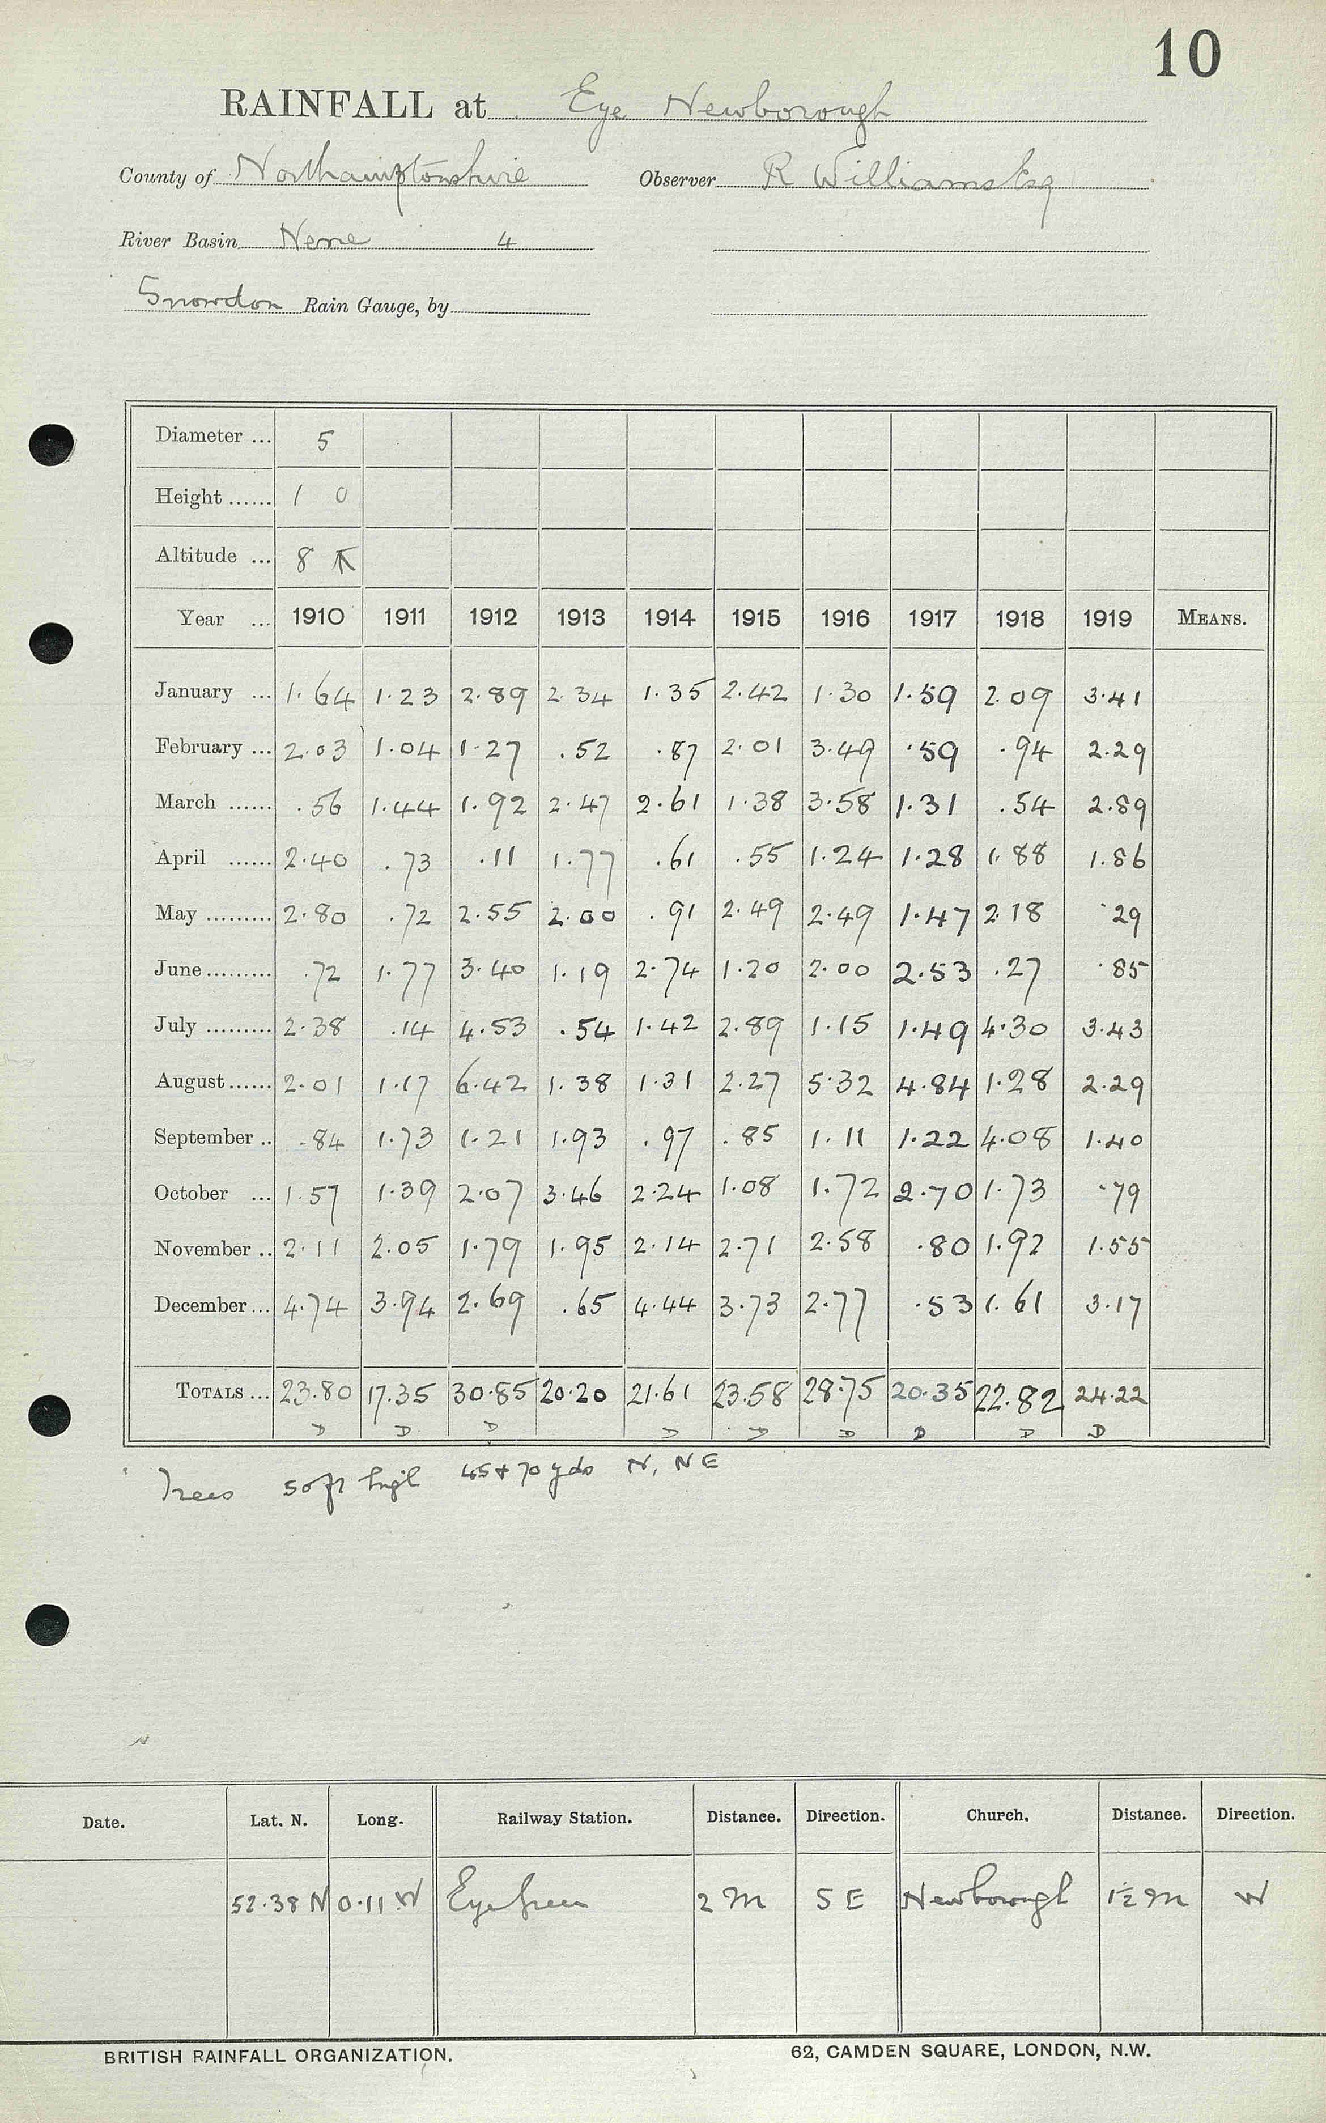 10
RAINFALL at Eye Newborough
County of Northamptonshire Observer R Williams Esq
River Basin Nene 4
Snowdon Rain Gauge, by
Diameter ... 5
Height ...... 1 0
Altitude ... 8
Year ... 1910 1911 1912 1913 1914 1915 1916 1917 1918 1919 MEANS.
January ... 1.64 1.23 2.89 2.34 1.35 2.42 1.30 1.59 2.09 3.41
February ... 2.03 1.04 1.27 .52 .87 2.01 3.49 .59 .94 2.29
March ...... .56 1.44 1.92 2.47 2.61 1.38 3.58 1.31 .54 2.89
April ...... 2.40 .73 .11 1.77 .61 .55 1.24 1.28 1.88 1.86
May ......... 2.80 .72 2.55 2.00 .91 2.49 2.49 1.47 2.18 .29
June ......... .72 1.77 3.40 1.19 2.74 1.20 2.00 2.53 .27 .85
July ......... 2.38 .14 4.53 .54 1.42 2.89 1.15 1.49 4.30 3.43
August ...... 2.01 1.17 6.42 1.38 1.31 2.27 5.32 4.84 1.28 2.29
September .. .84 1.73 1.21 1.93 .97 .85 1.11 1.22 4.08 1.40
October ... 1.57 1.39 2.07 3.46 2.24 1.08 1.72 2.70 1.73 .79
November .. 2.11 2.05 1.79 1.95 2.14 2.71 2.58 .80 1.92 1.55
December ... 4.74 3.94 2.69 .65 4.44 3.73 2.77 .53 1.61 3.17
TOTALS ... 23.80 17.35 30.85 20.20 21.61 23.58 28.75 20.35 22.82 24.22
D D D D D D D D D
Trees 50 ft high 45 & 70 yds N, NE
Date. Lat. N. Long. Railway Station. Distance. Direction. Church. Distance. Direction.
52.38 N 0.11 W Eye Green 2 M S E Newborough 1½ M W
BRITISH RAINFALL ORGANIZATION. 62, CAMDEN SQUARE, LONDON, N.W.